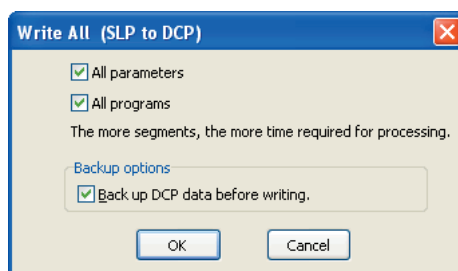 Write All (SLP to DCP)
All parameters
All programs
The more segments, the more time required for processing.
Backup options
Back up DCP data before writing.
OK
Cancel